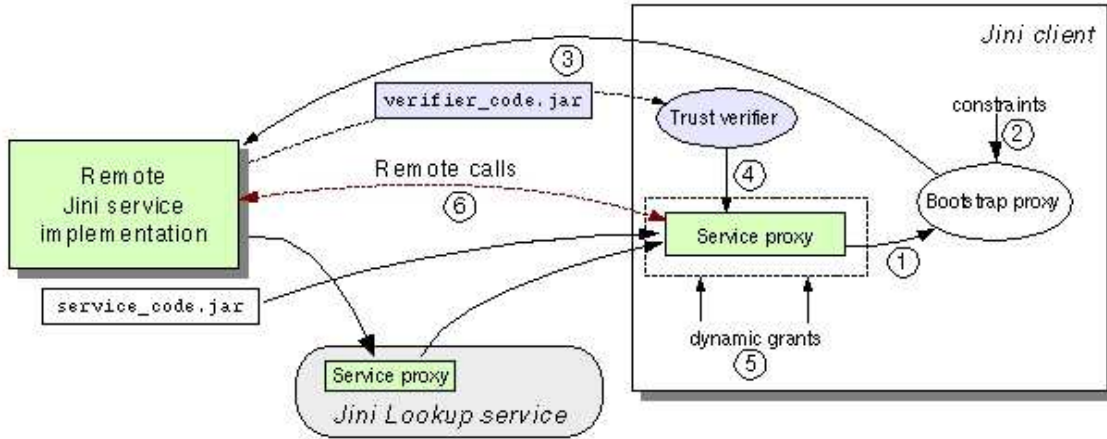 Jini client
3
verifier_code.jar
Trust verifier
constraints
2
Remote
Jini service
implementation
Remote calls
6
4
Bootstrap proxy
Service proxy
1
service_code.jar
dynamic grants
5
Service proxy
Jini Lookup service